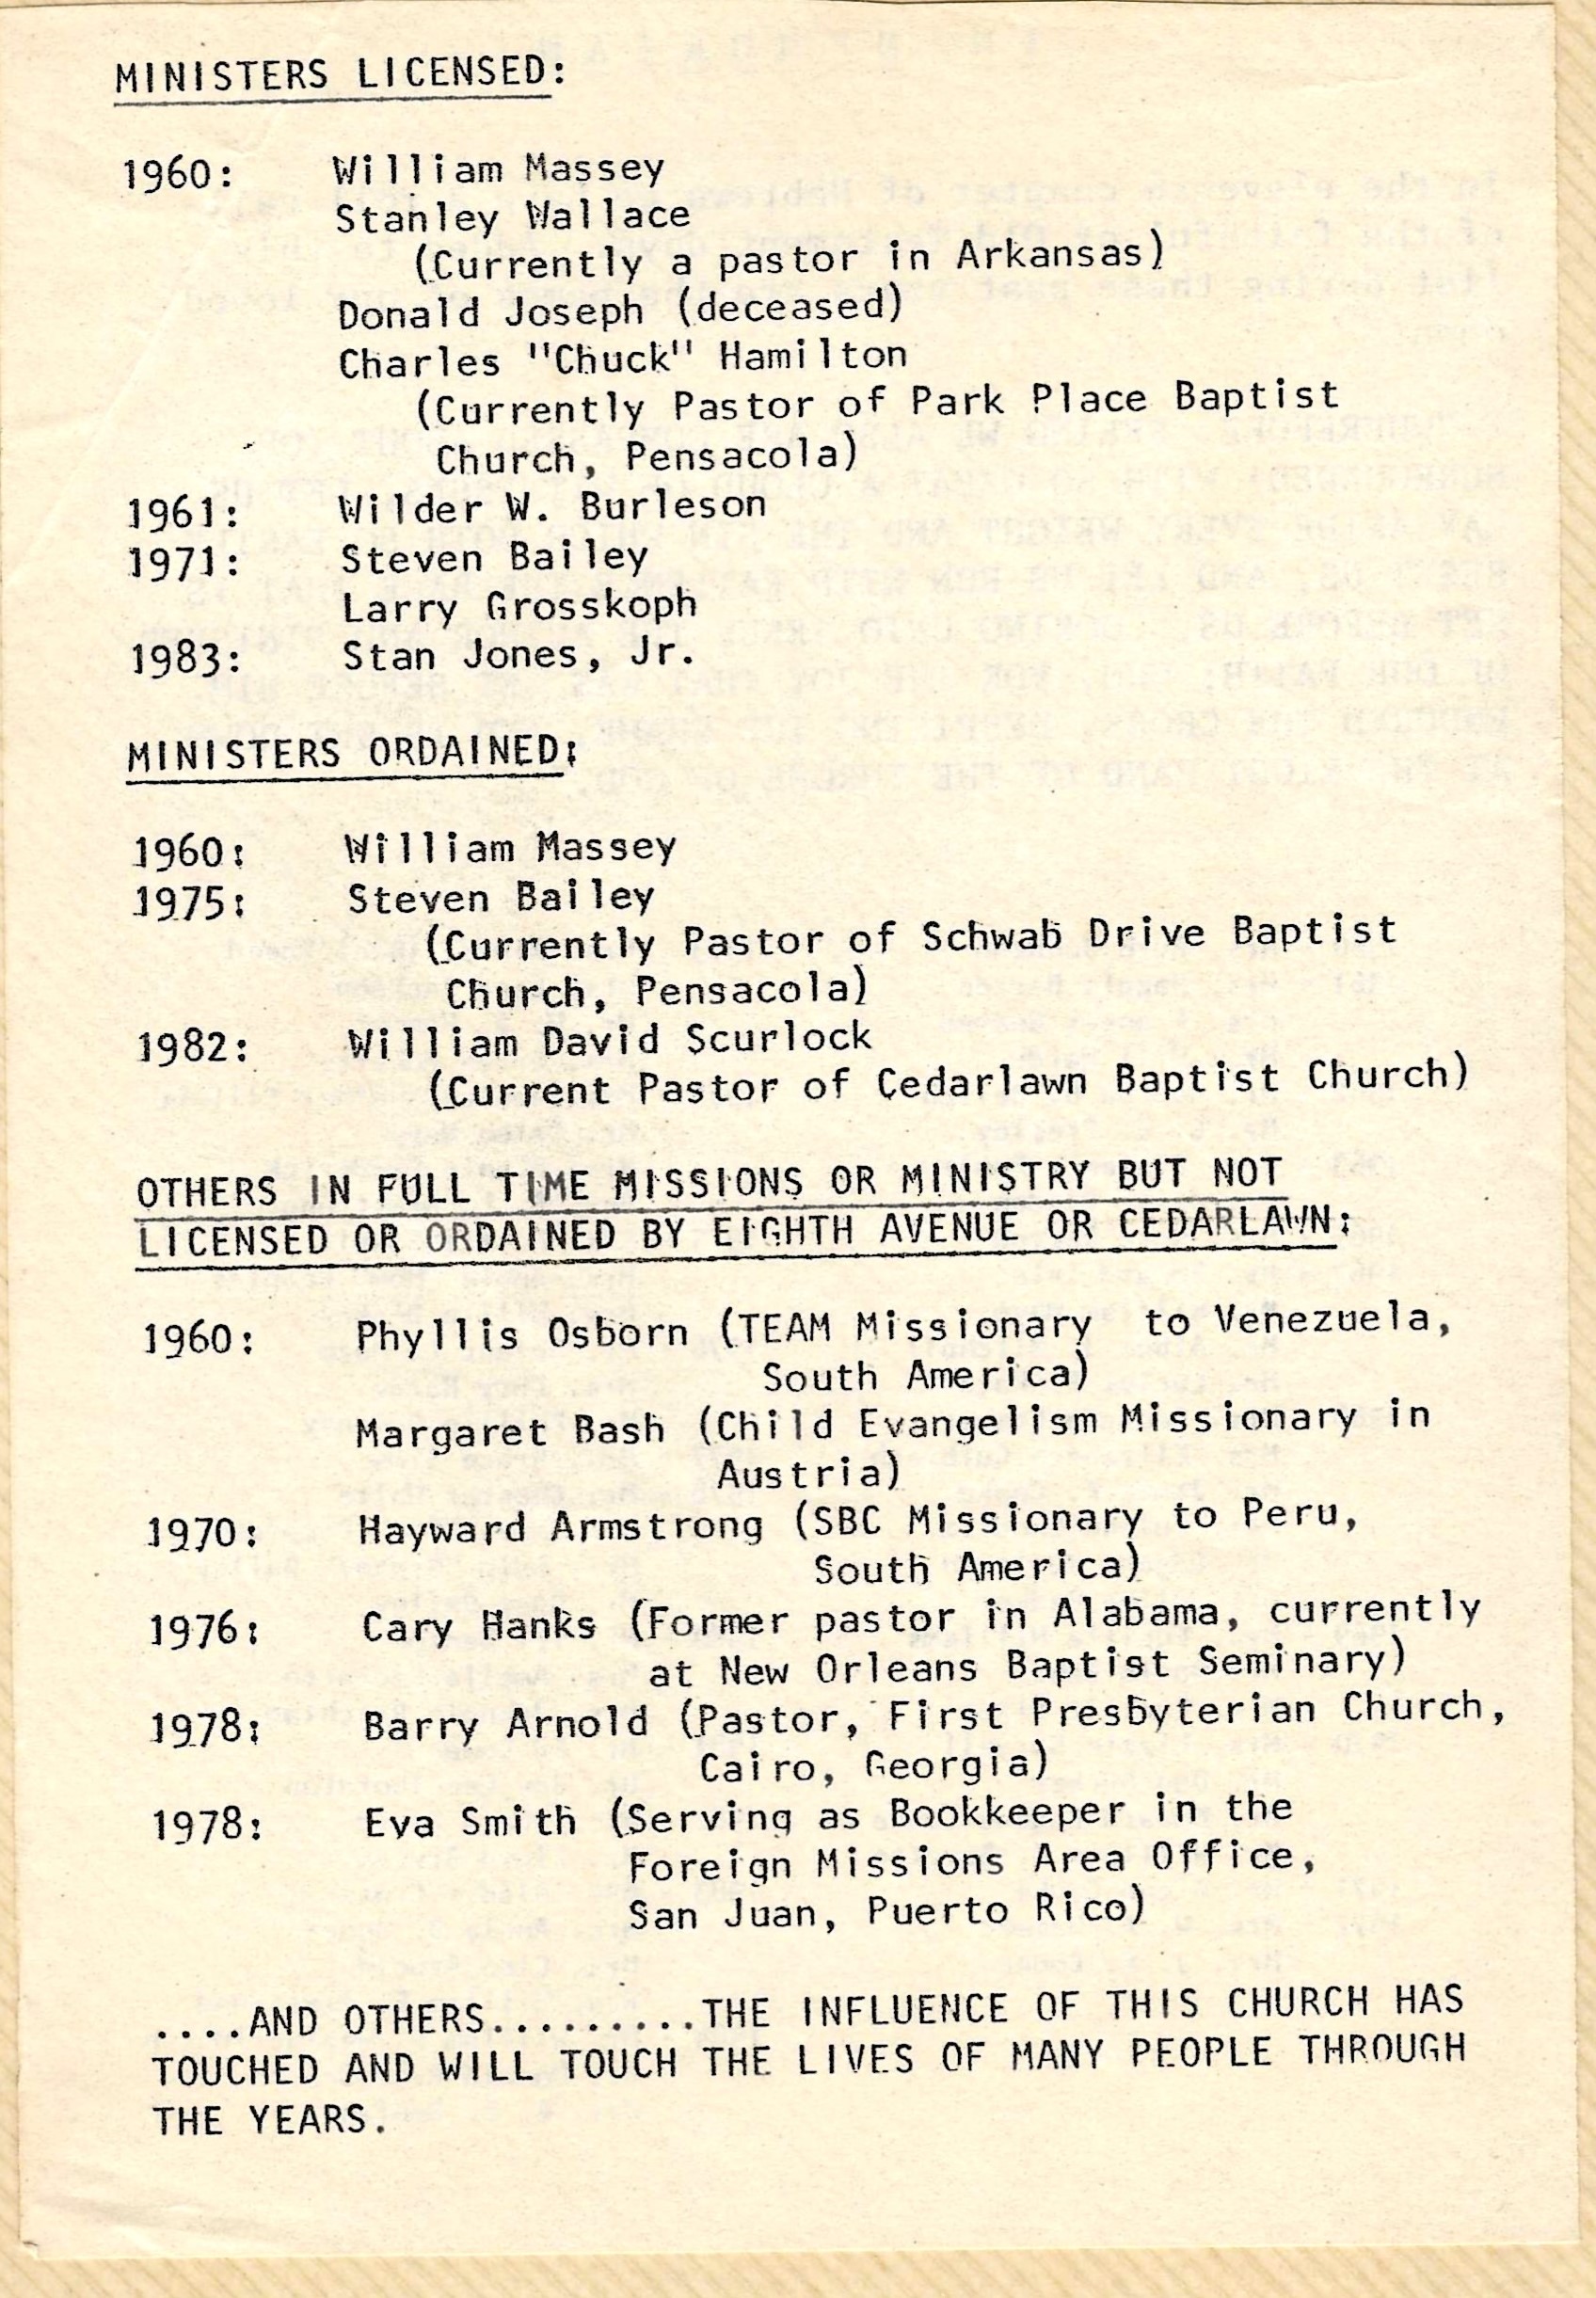 MINISTERS LICENSED:
1960: William Massey
Stanley Wallace
(Currently a pastor in Arkansas)
Donald Joseph (deceased)
Charles "Chuck" Hamilton
(Currently Pastor of Park Place Baptist
Church, Pensacola)
1961: Wilder W. Burleson
1971: Steven Bailey
Larry Grosskoph
1983: Stan Jones, Jr.
MINISTERS ORDAINED:
1960: William Massey
1975: Steven Bailey
(Currently Pastor of Schwab Drive Baptist
Church, Pensacola)
1982: William David Scurlock
(Current Pastor of Cedarlawn Baptist Church)
OTHERS IN FULL TIME MISSIONS OR MINISTRY BUT NOT
LICENSED OR ORDAINED BY EIGHTH AVENUE OR CEDARLAWN:
1960: Phyllis Osborn (TEAM Missionary to Venezuela,
South America)
Margaret Bash (Child Evangelism Missionary in
Austria)
1970: Hayward Armstrong (SBC Missionary to Peru,
South America)
1976: Cary Hanks (Former pastor in Alabama, currently
at New Orleans Baptist Seminary)
1978: Barry Arnold (Pastor, First Presbyterian Church,
Cairo, Georgia)
1978: Eva Smith (Serving as Bookkeeper in the
Foreign Missions Area Office,
San Juan, Puerto Rico)
....AND OTHERS.........THE INFLUENCE OF THIS CHURCH HAS
TOUCHED AND WILL TOUCH THE LIVES OF MANY PEOPLE THROUGH
THE YEARS.